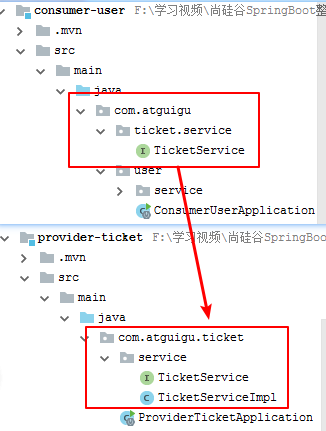 consumer-user F:\学习视频\尚硅谷SpringBoot整
.mvn
src
main
java
com.atguigu
ticket.service
I TicketService
user
service
C ConsumerUserApplication
provider-ticket F:\学习视频\尚硅谷SpringBoo
.mvn
src
main
java
com.atguigu.ticket
service
I TicketService
C TicketServiceImpl
C ProviderTicketApplication